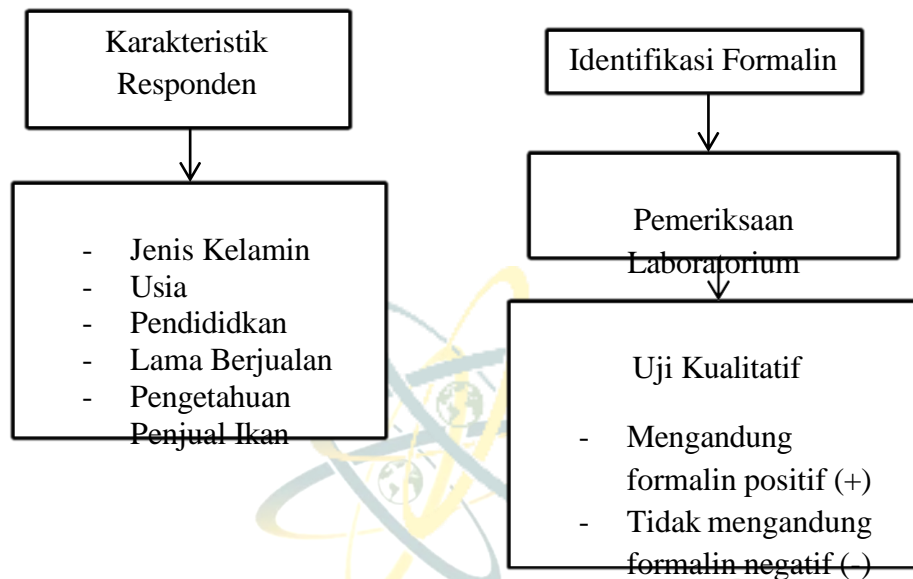 Karakteristik
Responden
- Jenis Kelamin
- Usia
- Pendididkan
- Lama Berjualan
- Pengetahuan
Penjual Ikan
Identifikasi Formalin
Pemeriksaan
Laboratorium
Uji Kualitatif
- Mengandung
formalin positif (+)
- Tidak mengandung
formalin negatif (-)